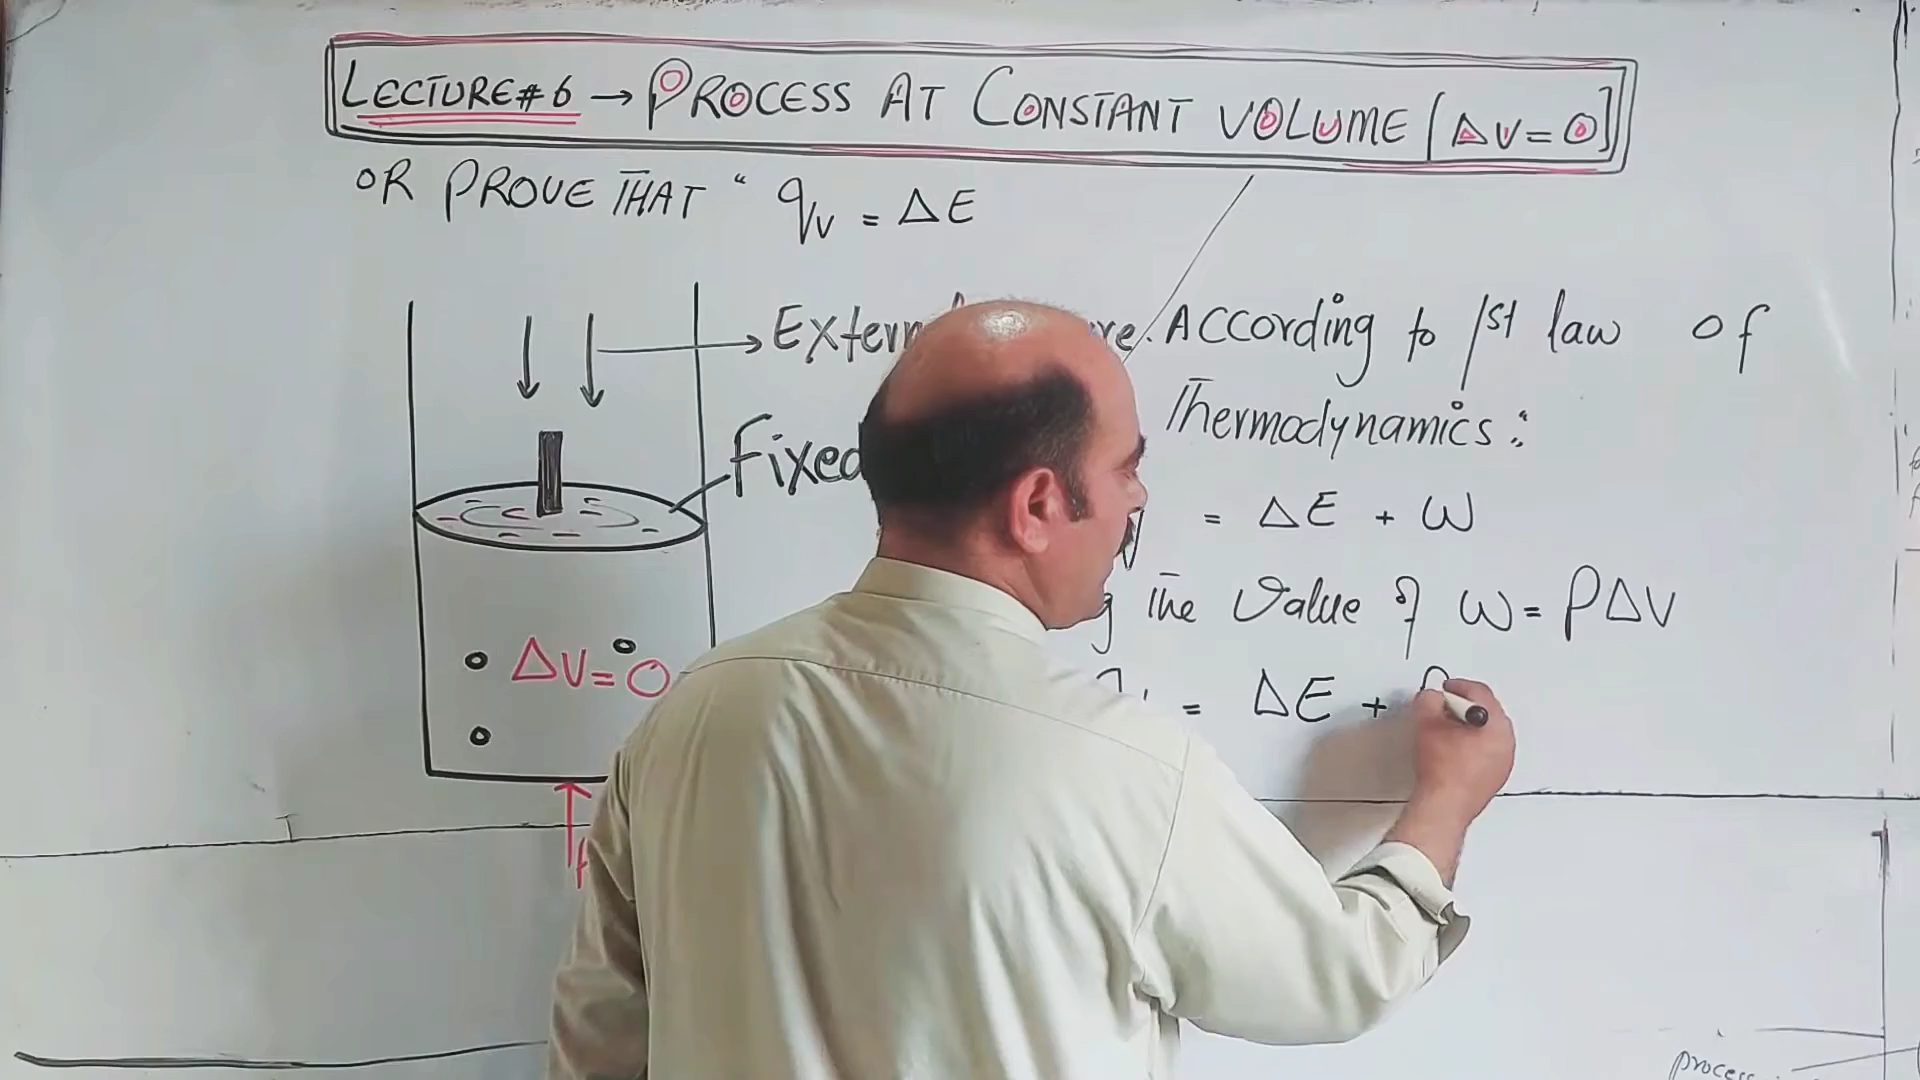 LECTURE # 6 → PROCESS AT CONSTANT VOLUME [ΔV = 0]
OR PROVE THAT " qv = ΔE
According to 1st law of
Thermodynamics:
= ΔE + W
The Value of W = PΔV
= ΔE +
Fixed
ΔV = 0
process